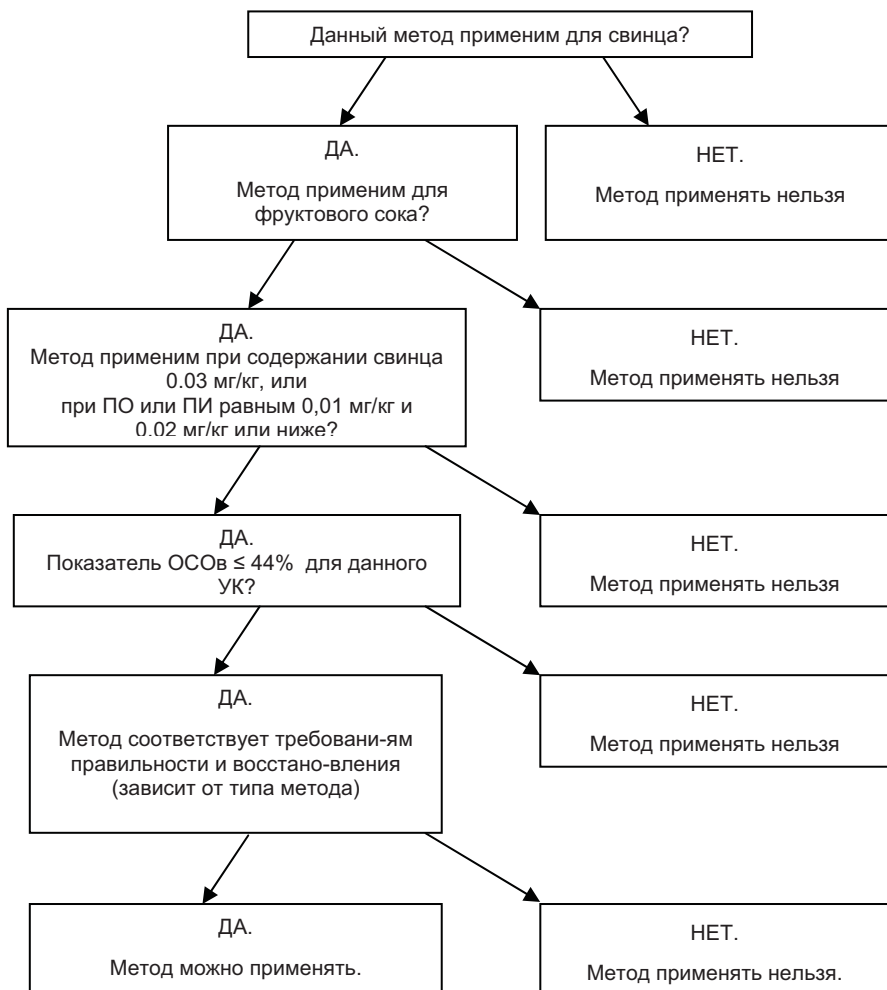 Данный метод применим для свинца?
ДА.
Метод применим для
фруктового сока?
НЕТ.
Метод применять нельзя
ДА.
Метод применим при содержании свинца
0.03 мг/кг, или
при ПО или ПИ равным 0,01 мг/кг и
0.02 мг/кг или ниже?
НЕТ.
Метод применять нельзя
ДА.
Показатель ОСОв ≤ 44% для данного
УК?
НЕТ.
Метод применять нельзя
ДА.
Метод соответствует требовани-ям
правильности и восстано-вления
(зависит от типа метода)
НЕТ.
Метод применять нельзя
ДА.
Метод можно применять.
НЕТ.
Метод применять нельзя.